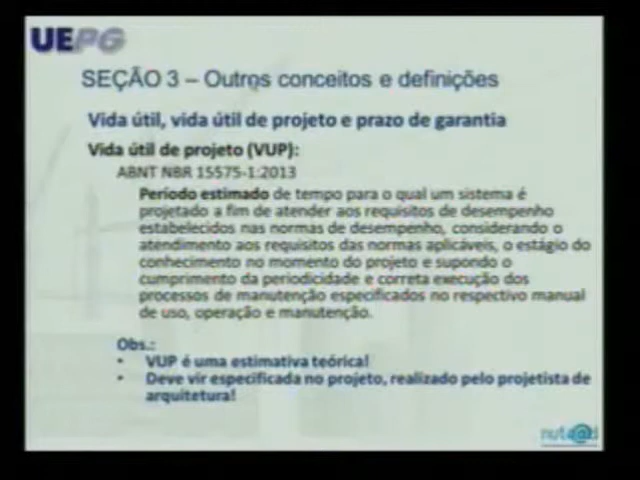 UEPG
SEÇÃO 3 – Outros conceitos e definições
Vida útil, vida útil de projeto e prazo de garantia
Vida útil de projeto (VUP):
ABNT NBR 15575-1:2013
Período estimado de tempo para o qual um sistema é
projetado a fim de atender aos requisitos de desempenho
estabelecidos nas normas de desempenho, considerando o
atendimento aos requisitos das normas aplicáveis, o estágio do
conhecimento no momento do projeto e supondo o
cumprimento da periodicidade e correta execução dos
processos de manutenção especificados no respectivo manual
de uso, operação e manutenção.
Obs.:
• VUP é uma estimativa teórica!
• Deve vir especificada no projeto, realizado pelo projetista de
arquitetura!
nute@d